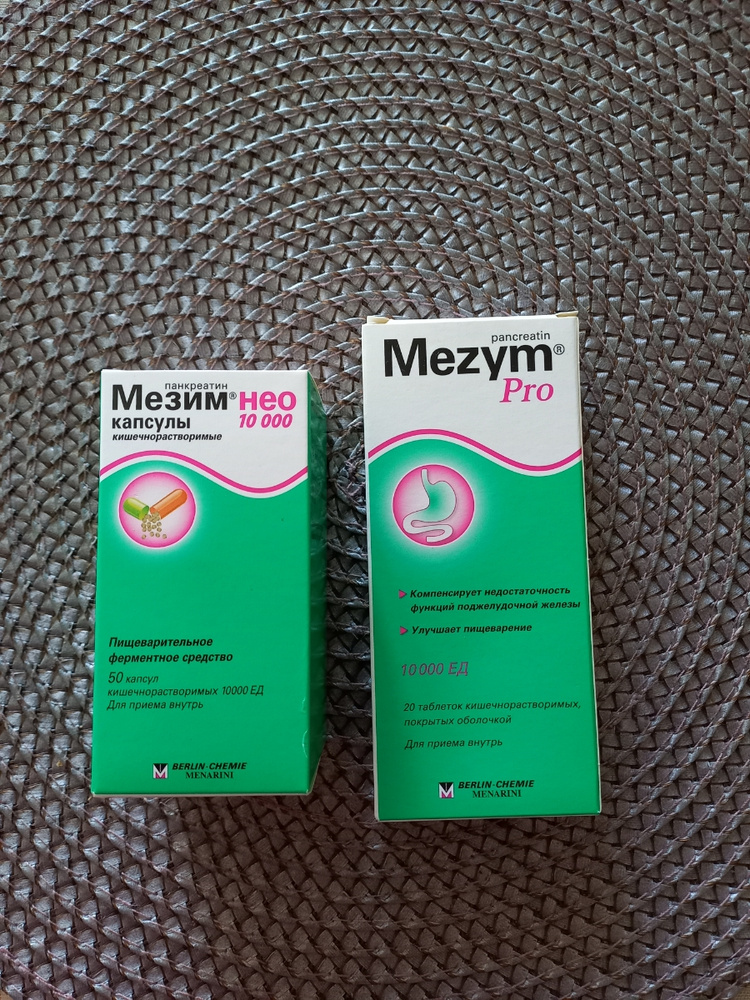 панкреатин
Мезим® нео
капсулы 10 000
кишечнорастворимые
Пищеварительное
ферментное средство
50 капсул
кишечнорастворимых 10000 ЕД
Для приема внутрь
BERLIN-CHEMIE
MENARINI
pancreatin
Mezym®
Pro
Компенсирует недостаточность
функций поджелудочной железы
Улучшает пищеварение
10 000 ЕД
20 таблеток кишечнорастворимых,
покрытых оболочкой
Для приема внутрь
BERLIN-CHEMIE
MENARINI